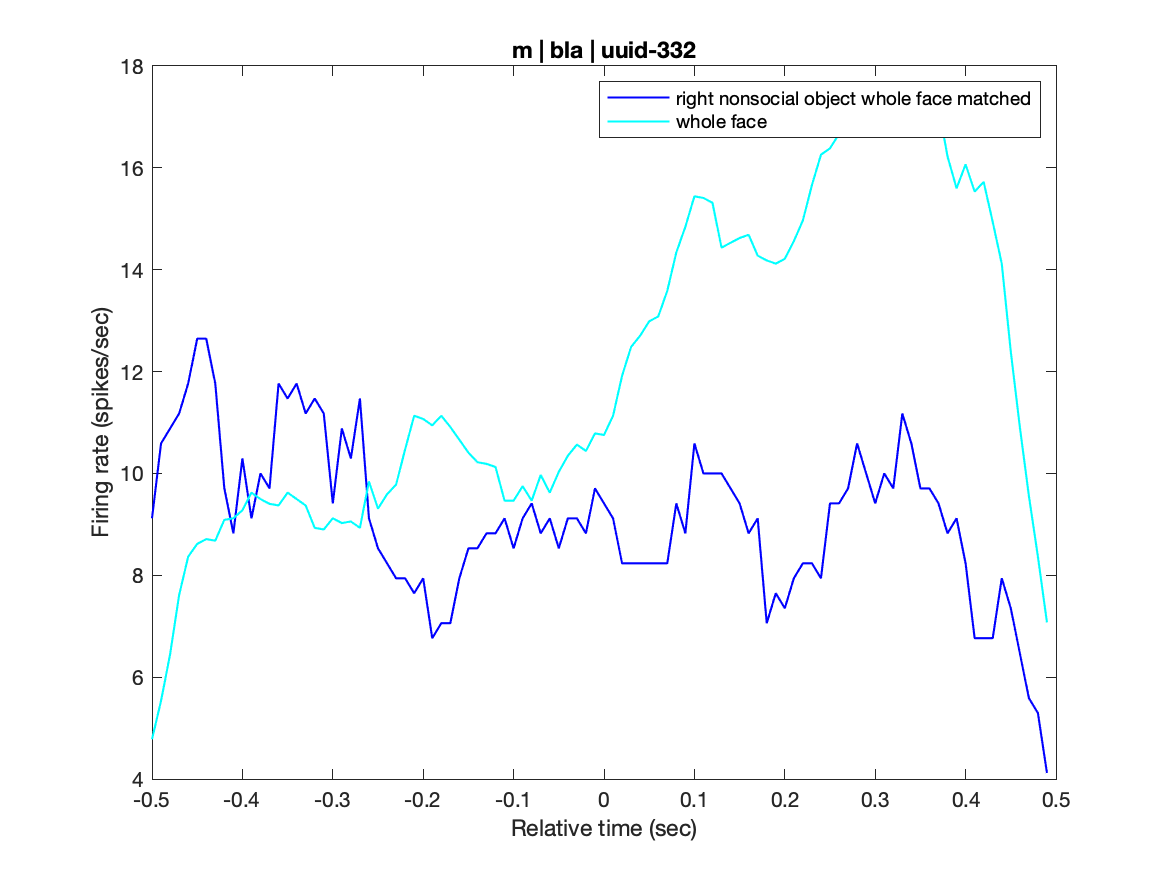 m | bla | uuid-332
18
right nonsocial object whole face matched
whole face
16
14
12
10
8
6
4
Firing rate (spikes/sec)
-0.5 -0.4 -0.3 -0.2 -0.1 0 0.1 0.2 0.3 0.4 0.5
Relative time (sec)